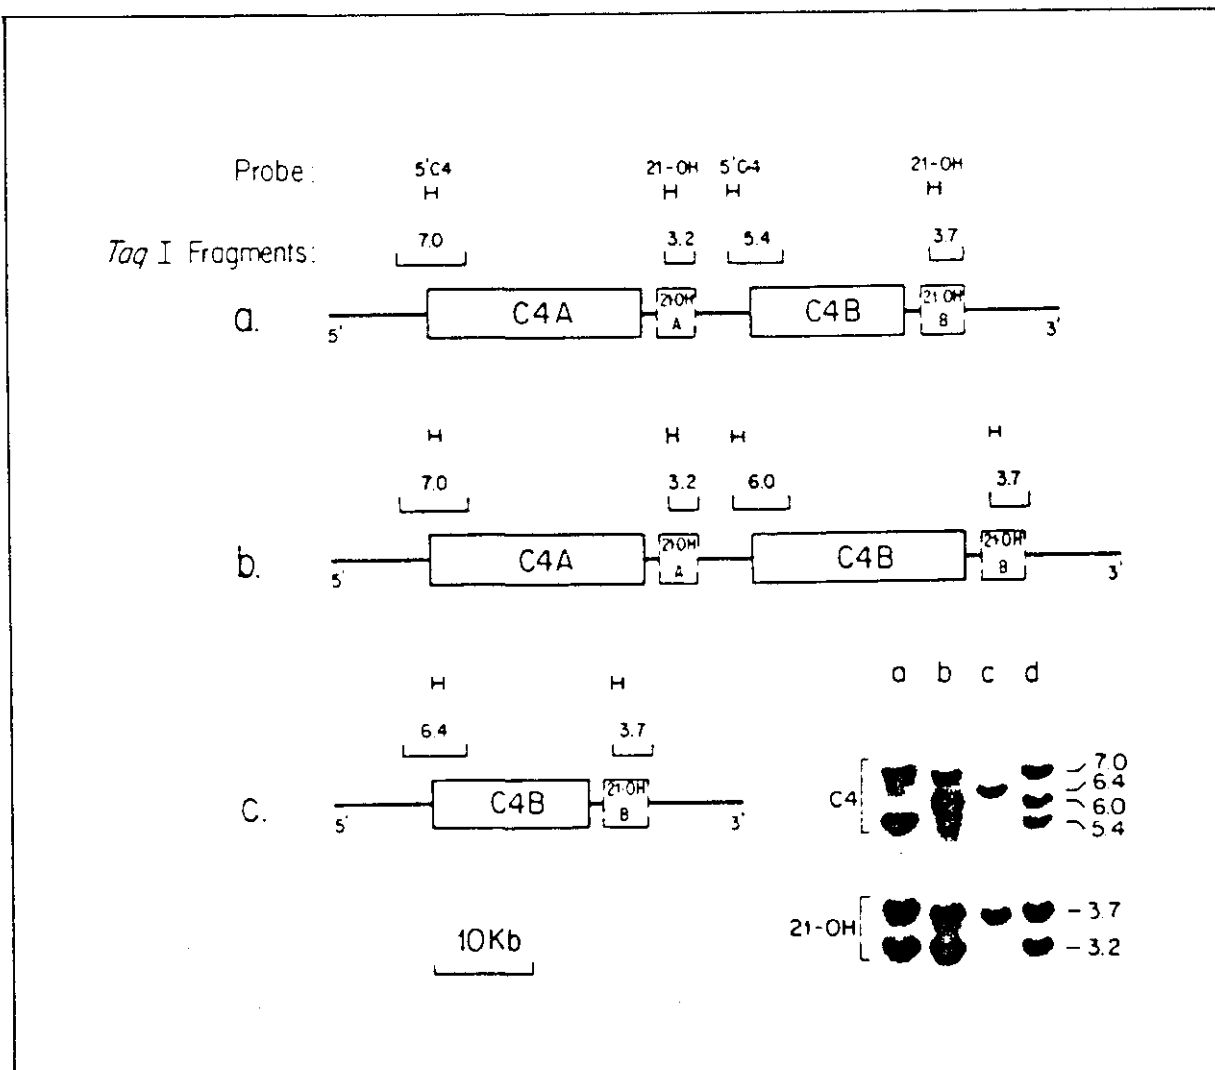 Probe: 5'C4 21-OH 5'C4 21-OH
Taq I Fragments: 7.0 3.2 5.4 3.7
a. 5' C4A 21-OH A C4B 21-OH B 3'
7.0 3.2 6.0 3.7
b. 5' C4A 21-OH A C4B 21-OH B 3'
6.4 3.7
c. 5' C4B 21-OH B 3'
10Kb
a b c d
C4 7.0
6.4
6.0
5.4
21-OH 3.7
3.2